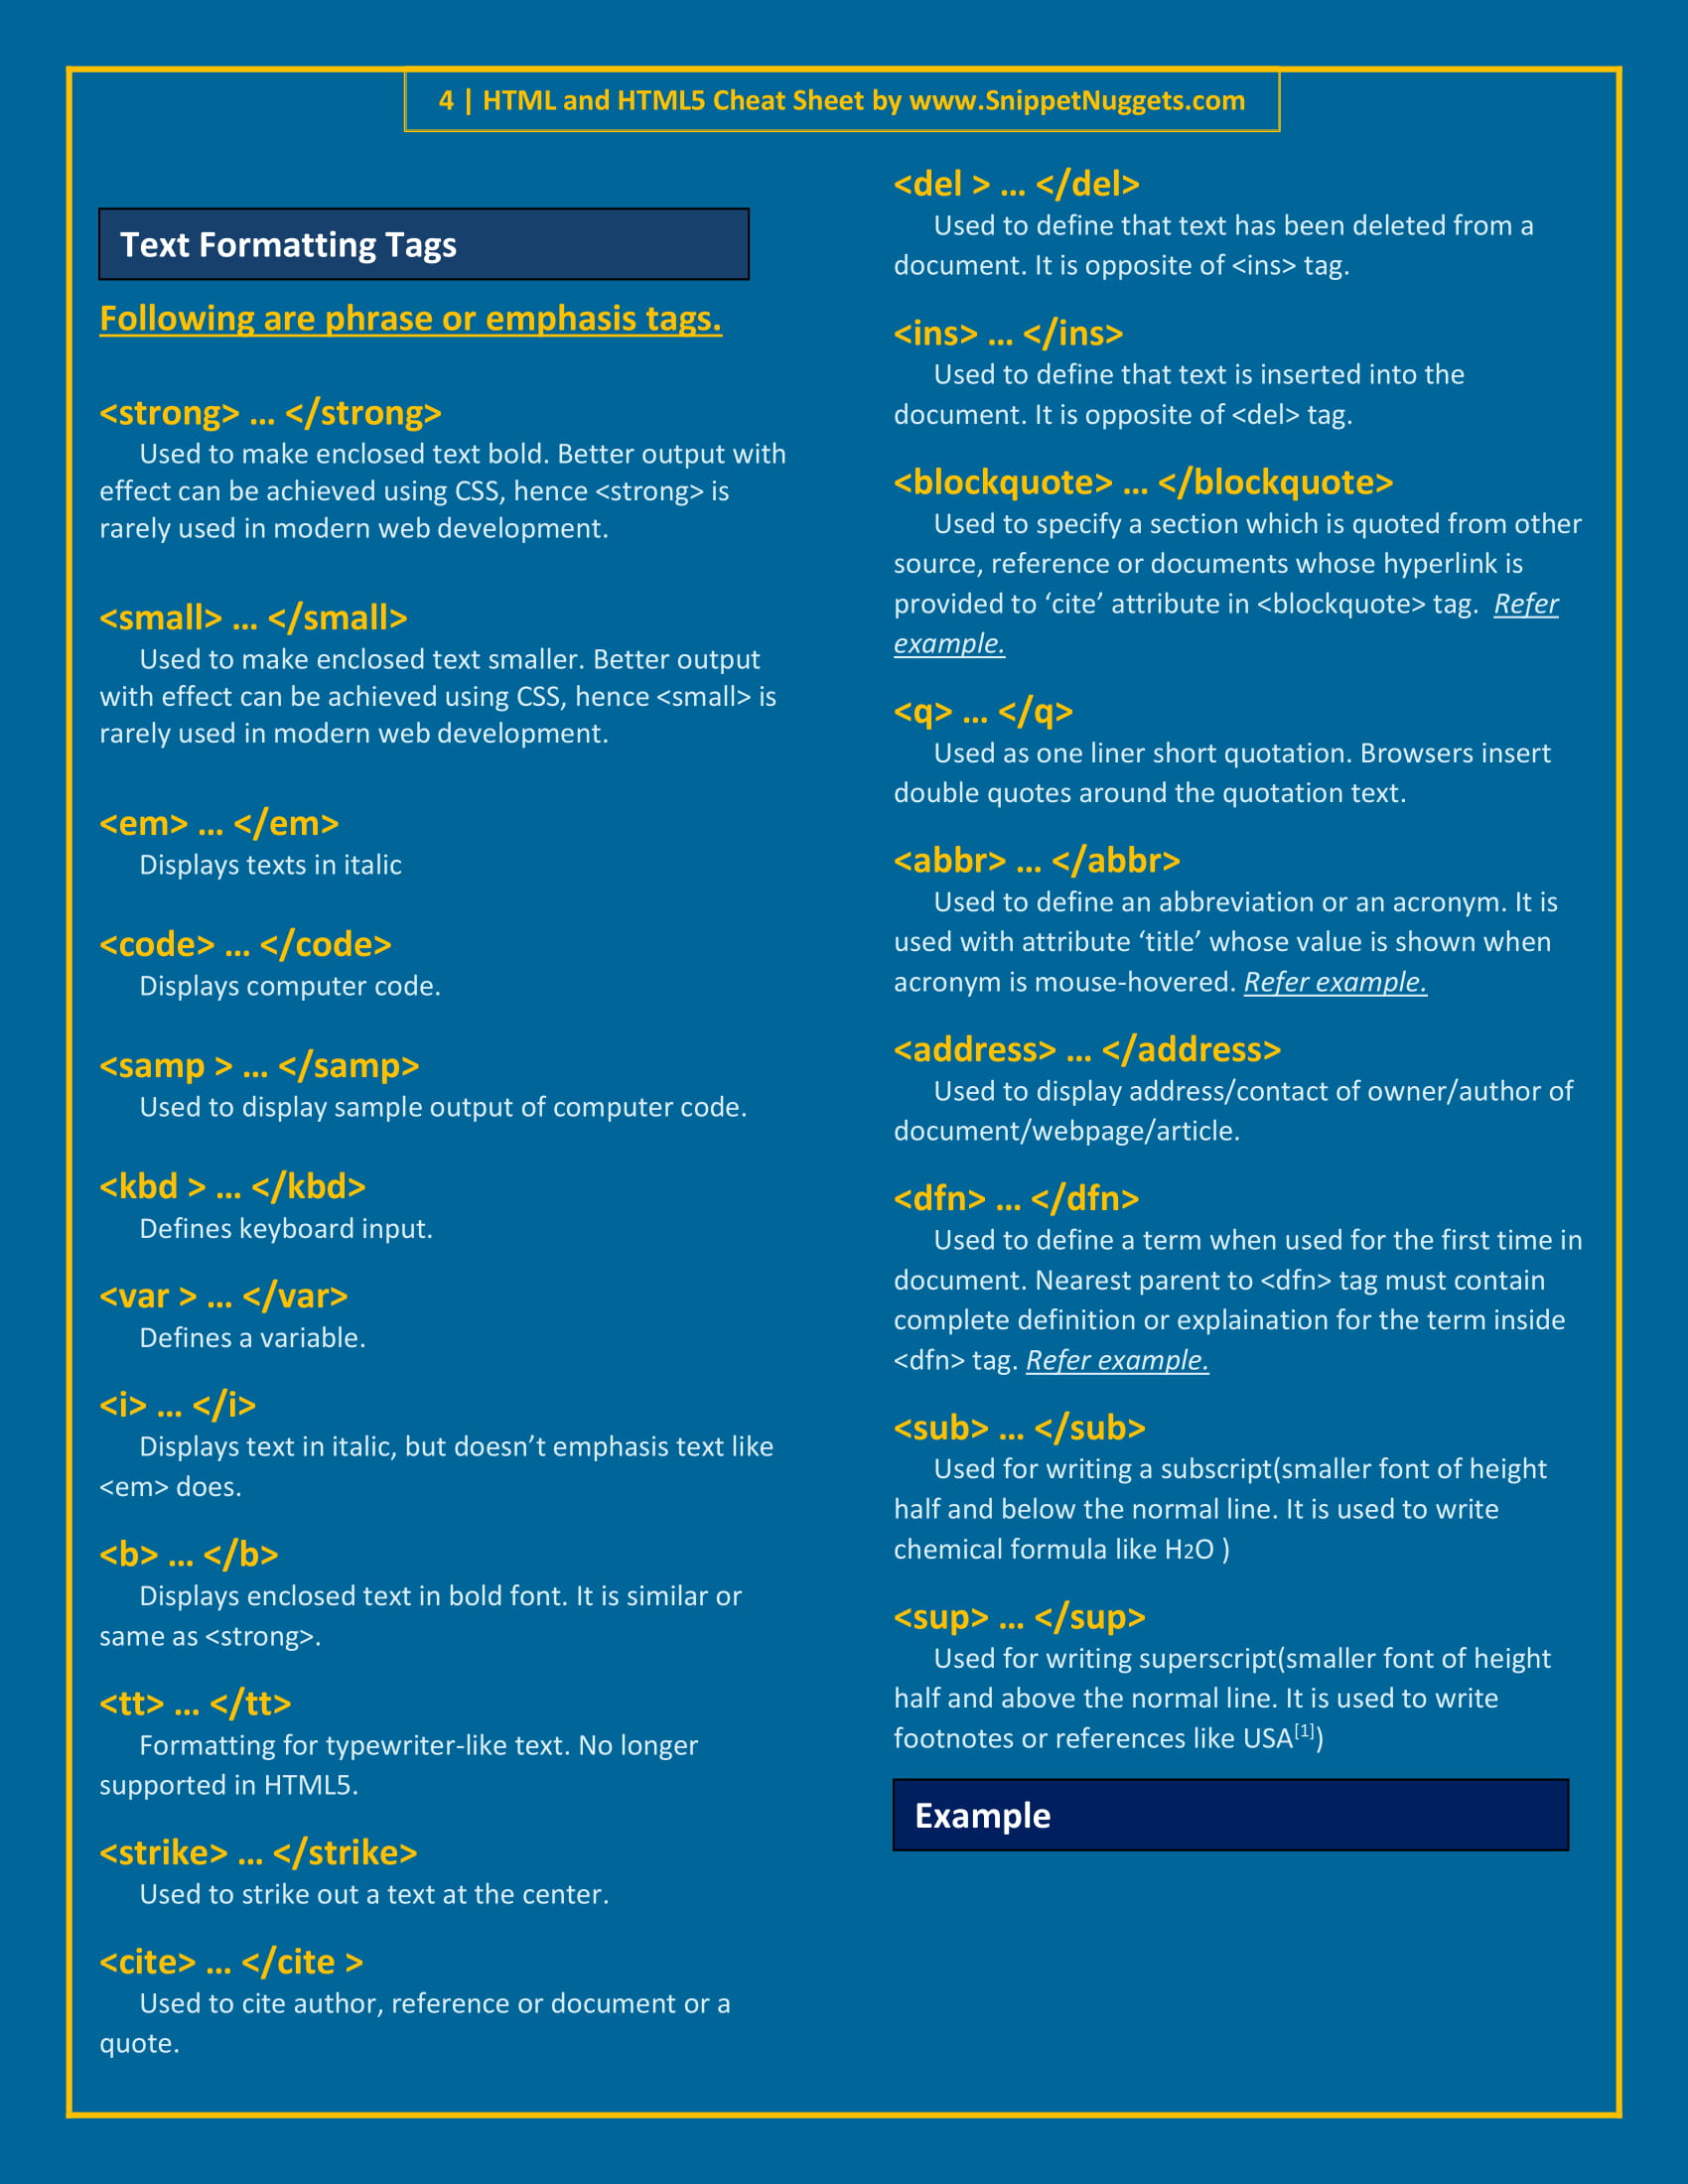 4 | HTML and HTML5 Cheat Sheet by www.SnippetNuggets.com
Text Formatting Tags
Following are phrase or emphasis tags.
<strong> ... </strong>
Used to make enclosed text bold. Better output with
effect can be achieved using CSS, hence <strong> is
rarely used in modern web development.
<small> ... </small>
Used to make enclosed text smaller. Better output
with effect can be achieved using CSS, hence <small> is
rarely used in modern web development.
<em> ... </em>
Displays texts in italic
<code> ... </code>
Displays computer code.
<samp > ... </samp>
Used to display sample output of computer code.
<kbd > ... </kbd>
Defines keyboard input.
<var > ... </var>
Defines a variable.
<i> ... </i>
Displays text in italic, but doesn’t emphasis text like
<em> does.
<b> ... </b>
Displays enclosed text in bold font. It is similar or
same as <strong>.
<tt> ... </tt>
Formatting for typewriter-like text. No longer
supported in HTML5.
<strike> ... </strike>
Used to strike out a text at the center.
<cite> ... </cite >
Used to cite author, reference or document or a
quote.
<del > ... </del>
Used to define that text has been deleted from a
document. It is opposite of <ins> tag.
<ins> ... </ins>
Used to define that text is inserted into the
document. It is opposite of <del> tag.
<blockquote> ... </blockquote>
Used to specify a section which is quoted from other
source, reference or documents whose hyperlink is
provided to ‘cite’ attribute in <blockquote> tag. Refer
example.
<q> ... </q>
Used as one liner short quotation. Browsers insert
double quotes around the quotation text.
<abbr> ... </abbr>
Used to define an abbreviation or an acronym. It is
used with attribute ‘title’ whose value is shown when
acronym is mouse-hovered. Refer example.
<address> ... </address>
Used to display address/contact of owner/author of
document/webpage/article.
<dfn> ... </dfn>
Used to define a term when used for the first time in
document. Nearest parent to <dfn> tag must contain
complete definition or explaination for the term inside
<dfn> tag. Refer example.
<sub> ... </sub>
Used for writing a subscript(smaller font of height
half and below the normal line. It is used to write
chemical formula like H2O )
<sup> ... </sup>
Used for writing superscript(smaller font of height
half and above the normal line. It is used to write
footnotes or references like USA[1])
Example